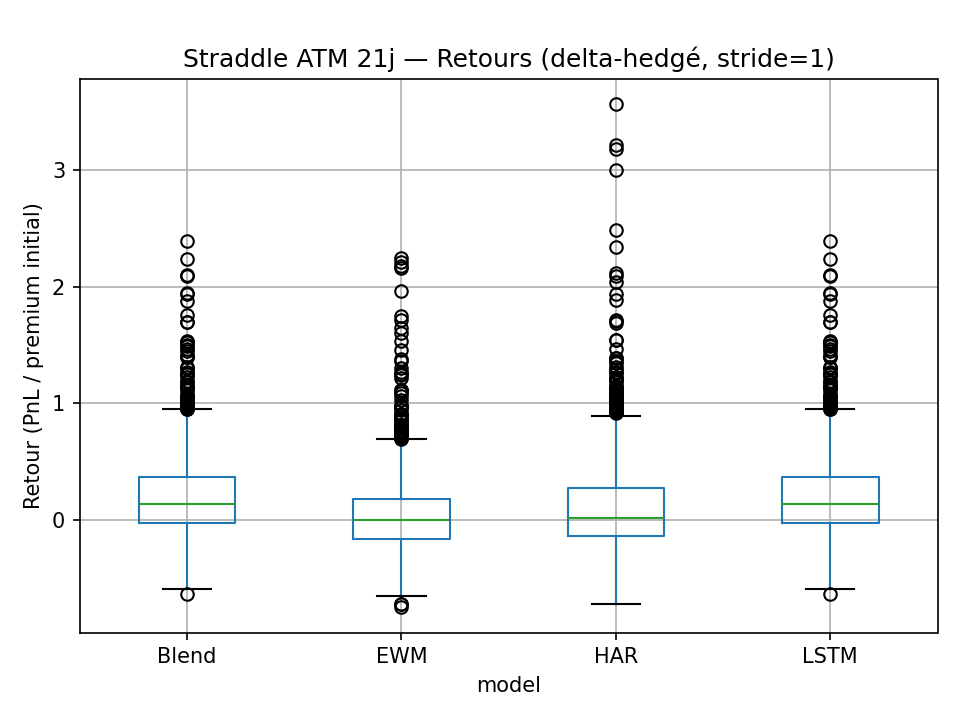 Straddle ATM 21j — Retours (delta-hedgé, stride=1)
Retour (PnL / premium initial)
3
2
1
0
Blend EWM HAR LSTM
model